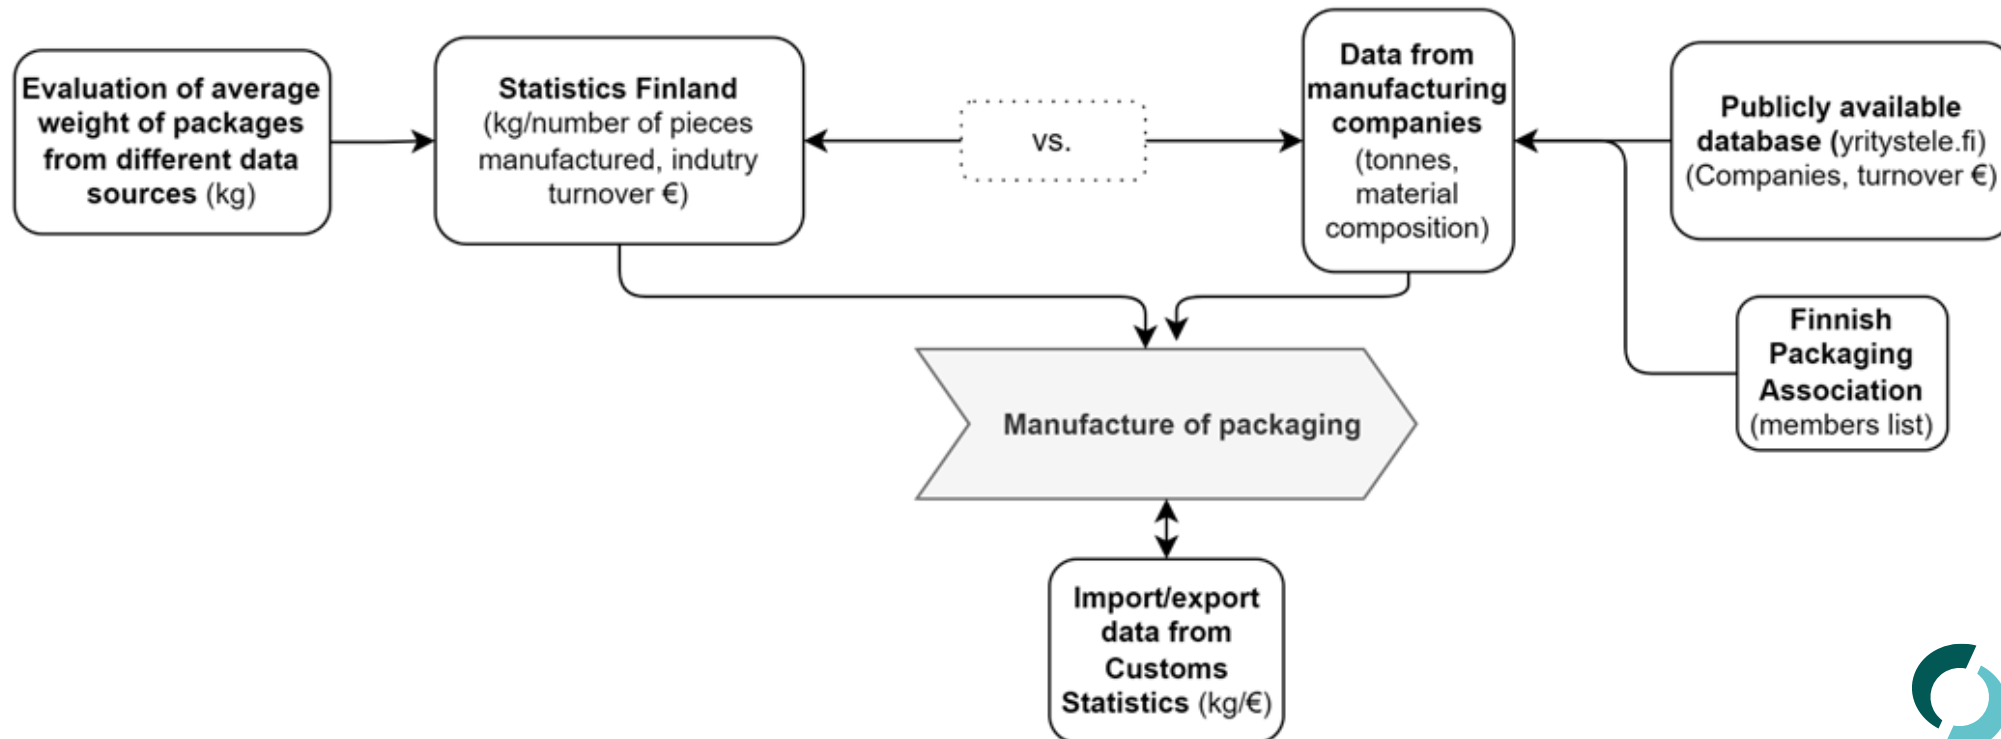 Evaluation of average
weight of packages
from different data
sources (kg)
Statistics Finland
(kg/number of pieces
manufactured, indutry
turnover €)
vs.
Data from
manufacturing
companies
(tonnes,
material
composition)
Publicly available
database (yritystele.fi)
(Companies, turnover €)
Finnish
Packaging
Association
(members list)
Manufacture of packaging
Import/export
data from
Customs
Statistics (kg/€)